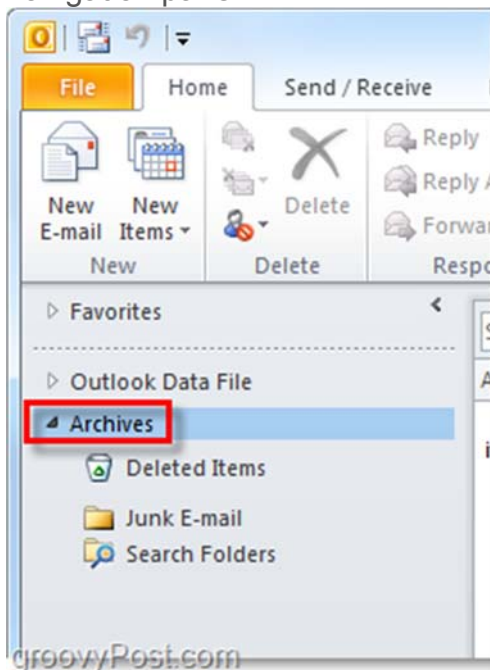 File Home Send / Receive
New E-mail
New Items
Delete
Reply
Reply A
Forwar
New Delete Respo
Favorites
Outlook Data File
Archives
Deleted Items
Junk E-mail
Search Folders
groovyPost.com